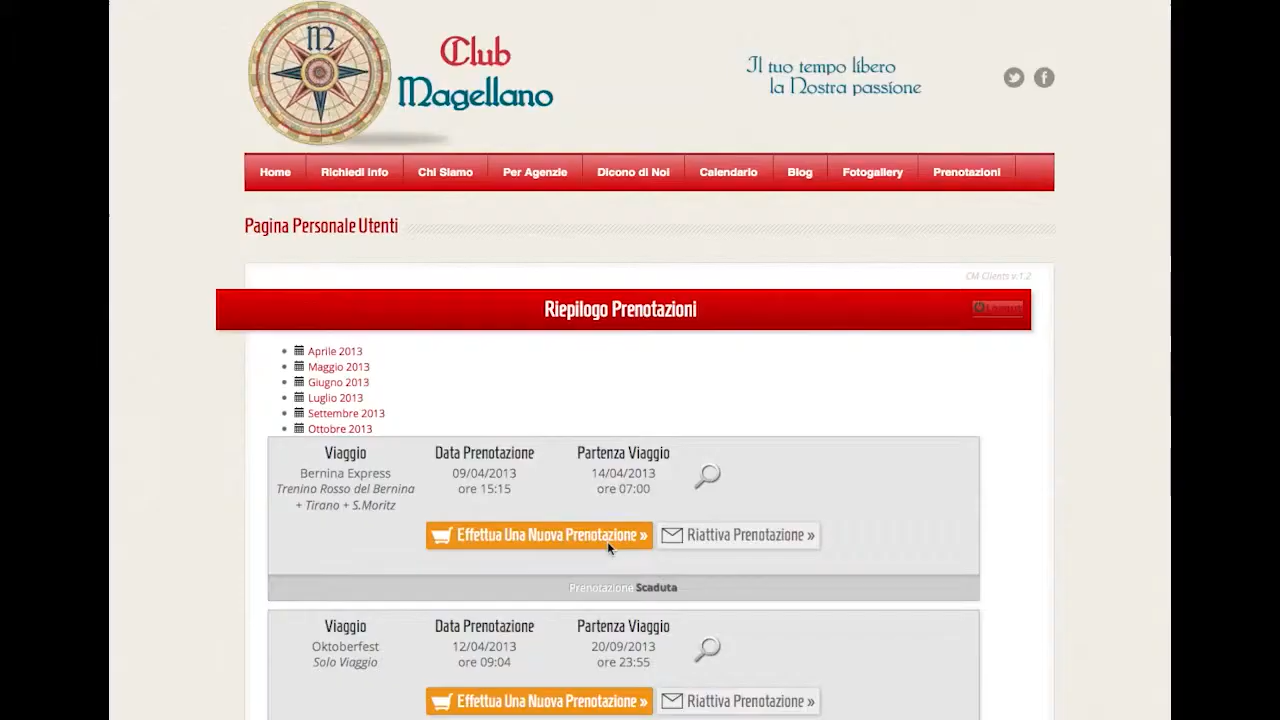 M
Club
Magellano
Il tuo tempo libero
la Nostra passione
Home Richiedi info Chi Siamo Per Agenzie Dicono di Noi Calendario Blog Fotogallery Prenotazioni
Pagina Personale Utenti
CM Clients v.1.2
Riepilogo Prenotazioni
Logout
Aprile 2013
Maggio 2013
Giugno 2013
Luglio 2013
Settembre 2013
Ottobre 2013
Viaggio Data Prenotazione Partenza Viaggio
Bernina Express 09/04/2013 14/04/2013
Trenino Rosso del Bernina ore 15:15 ore 07:00
+ Tirano + S.Moritz
Effettua Una Nuova Prenotazione » Riattiva Prenotazione »
Prenotazione Scaduta
Viaggio Data Prenotazione Partenza Viaggio
Oktoberfest 12/04/2013 20/09/2013
Solo Viaggio ore 09:04 ore 23:55
Effettua Una Nuova Prenotazione » Riattiva Prenotazione »